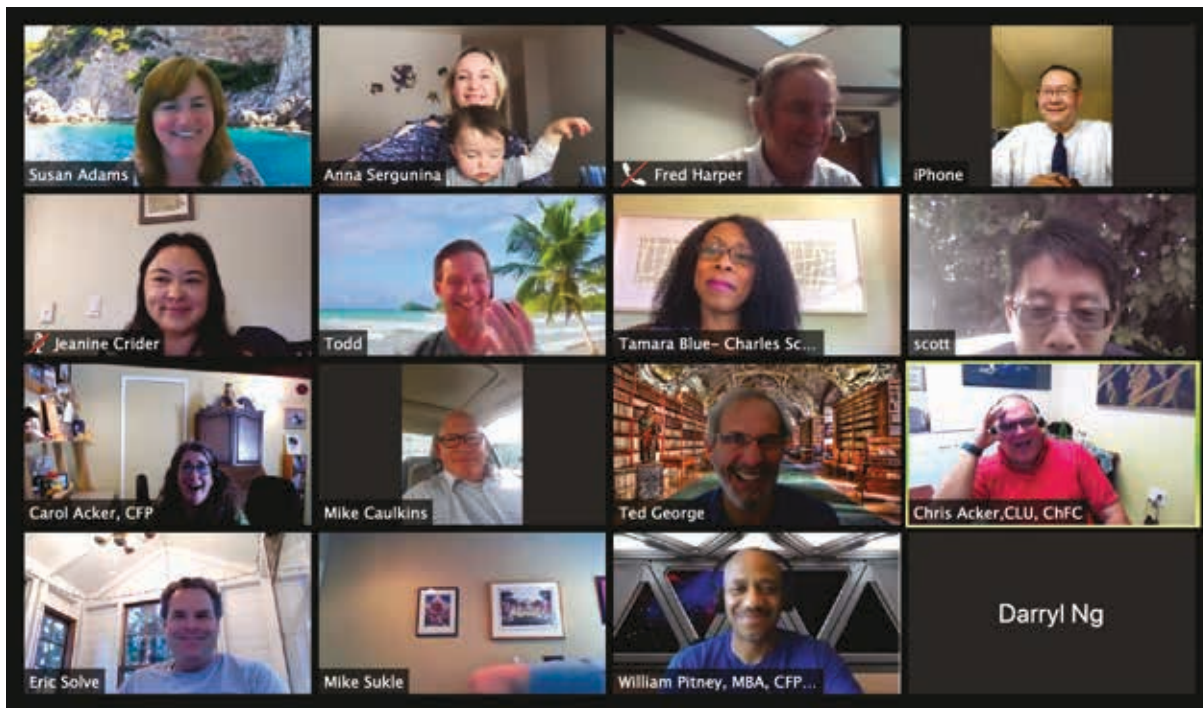 Susan Adams
Anna Sergunina
Fred Harper
iPhone
Jeanine Crider
Todd
Tamara Blue- Charles Sc...
scott
Carol Acker, CFP
Mike Caulkins
Ted George
Chris Acker,CLU, ChFC
Eric Solve
Mike Sukle
William Pitney, MBA, CFP...
Darryl Ng